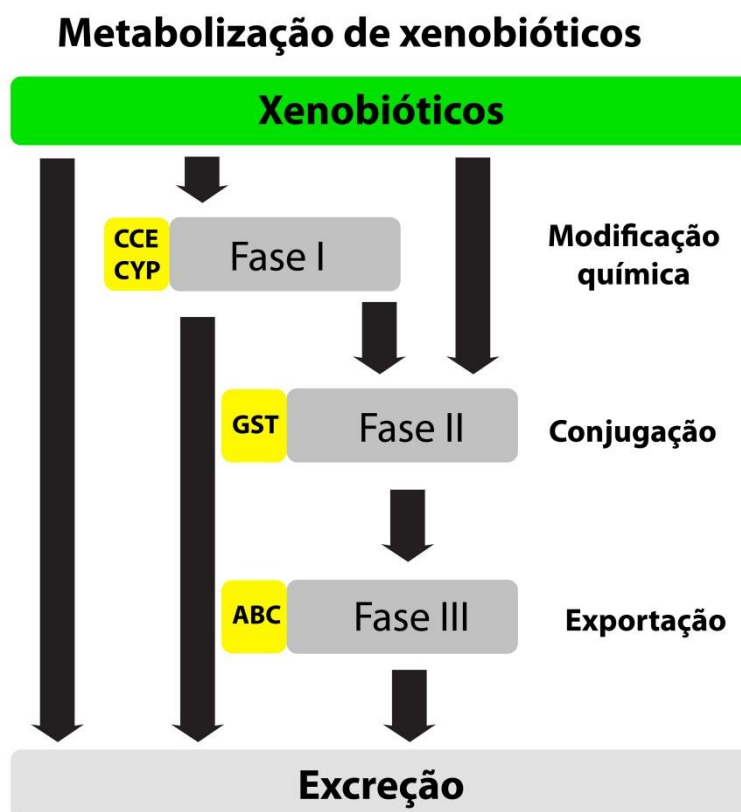 Metabolização de xenobióticos
Xenobióticos
CCE
CYP
Fase I
Modificação
química
GST
Fase II
Conjugação
ABC
Fase III
Exportação
Excreção